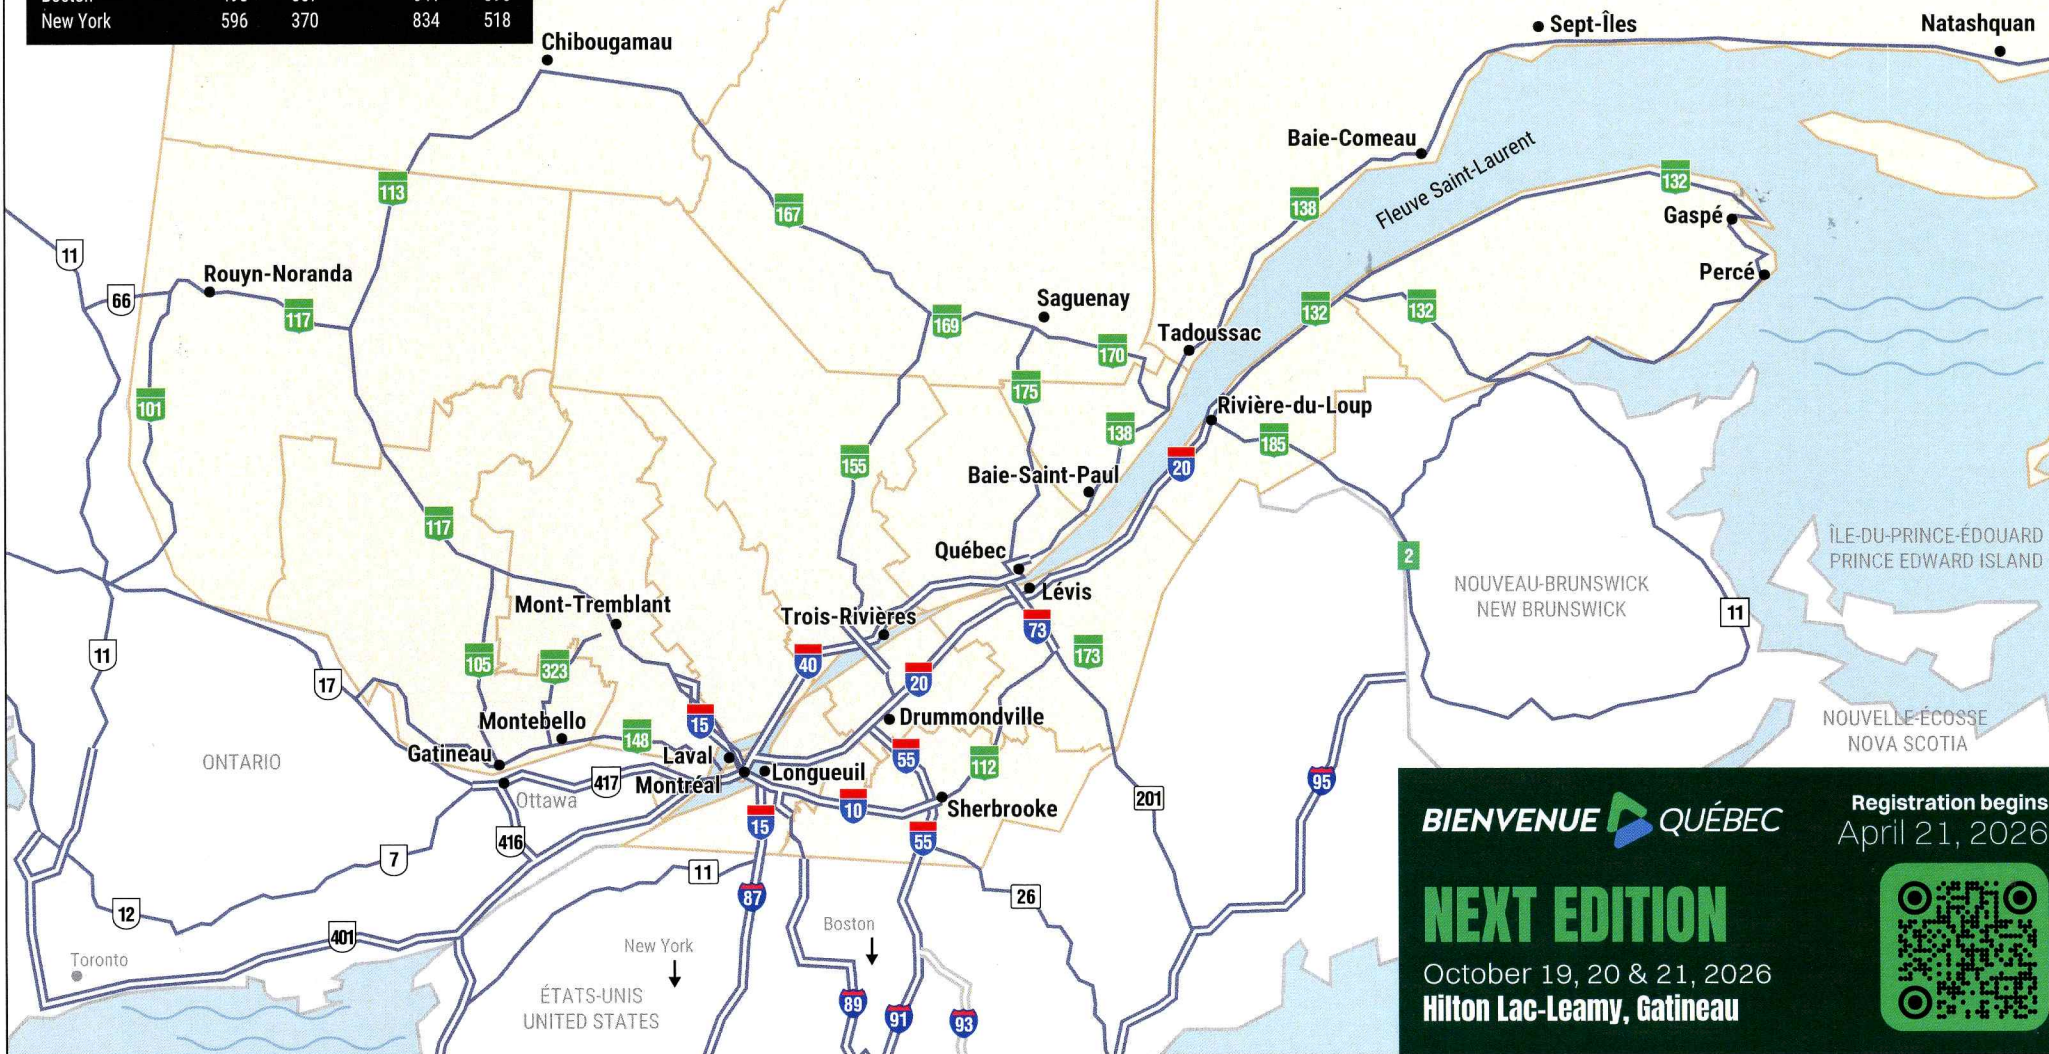 New York 596 370 834 518
Chibougamau
Sept-Îles
Natashquan
Baie-Comeau
Fleuve Saint-Laurent
132
113
167
138
Gaspé
11
Rouyn-Noranda
Percé
66
117
Saguenay
169
132
132
Tadoussac
170
175
101
Rivière-du-Loup
138
185
155
20
Baie-Saint-Paul
117
Québec
2
ÎLE-DU-PRINCE-ÉDOUARD
PRINCE EDWARD ISLAND
NOUVEAU-BRUNSWICK
NEW BRUNSWICK
Lévis
Mont-Tremblant
Trois-Rivières
11
73
11
105
323
40
173
17
20
Montebello
15
Drummondville
NOUVELLE-ÉCOSSE
NOVA SCOTIA
148
Gatineau
Laval
55
ONTARIO
112
Longueuil
417
Montréal
95
Ottawa
10
Sherbrooke
201
15
416
55
7
11
87
26
12
401
Boston
New York
Toronto
ÉTATS-UNIS
UNITED STATES
89
91
93
BIENVENUE QUÉBEC
Registration begins
April 21, 2026
NEXT EDITION
October 19, 20 & 21, 2026
Hilton Lac-Leamy, Gatineau